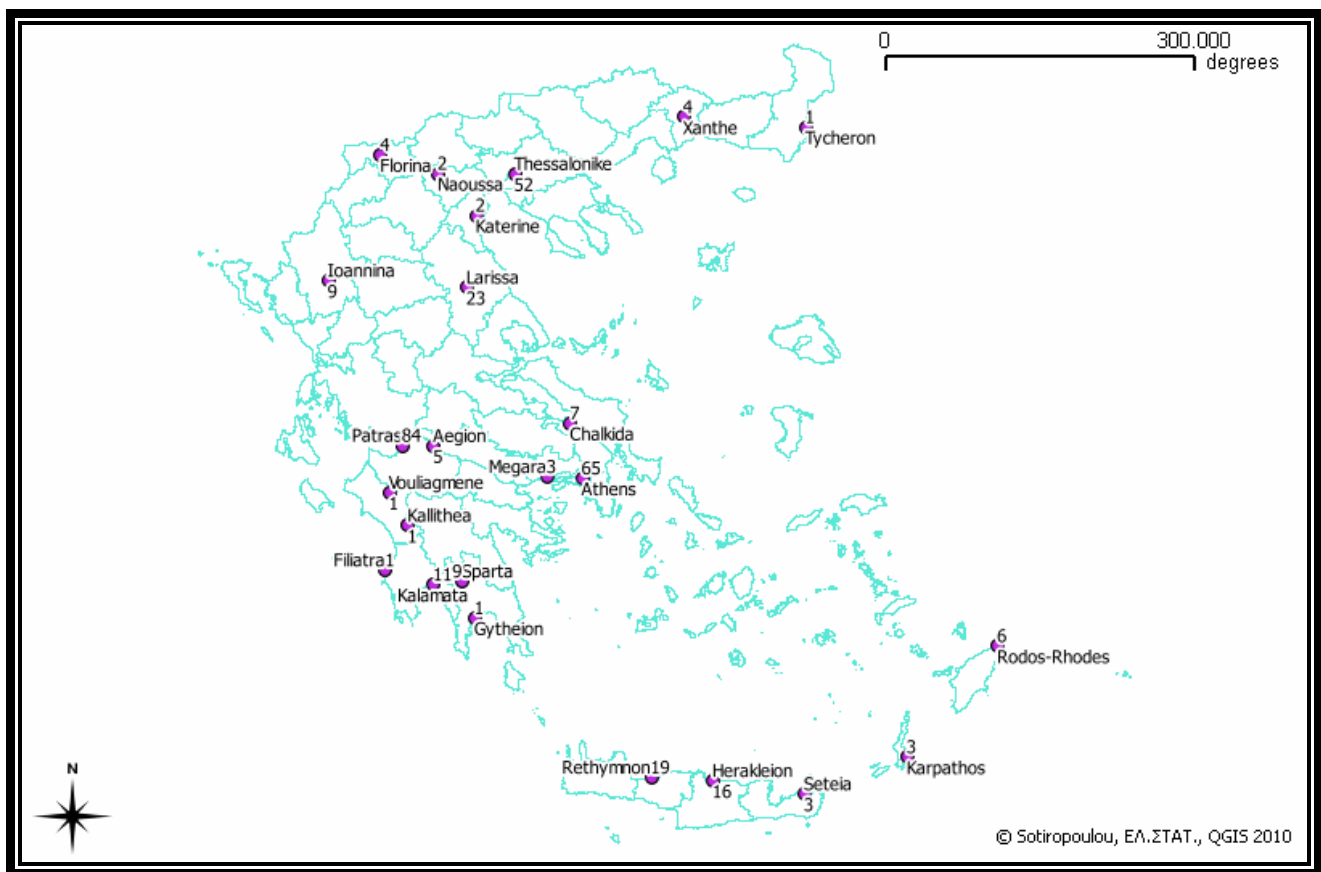 0 300.000
degrees
4
Xanthe
1
Tycheron
4
Florina
2
Naoussa
Thessalonike
52
2
Katerine
Ioannina
9
Larissa
23
7
Chalkida
Patras84
Aegion
5
Megara3
65
Athens
Vouliagmene
1
Kallithea
1
Filiatra1
119Sparta
Kalamata
1
Gytheion
6
Rodos-Rhodes
3
Karpathos
Rethymnon19
Herakleion
16
Seteia
3
N
© Sotiropoulou, ΕΛ.ΣΤΑΤ., QGIS 2010